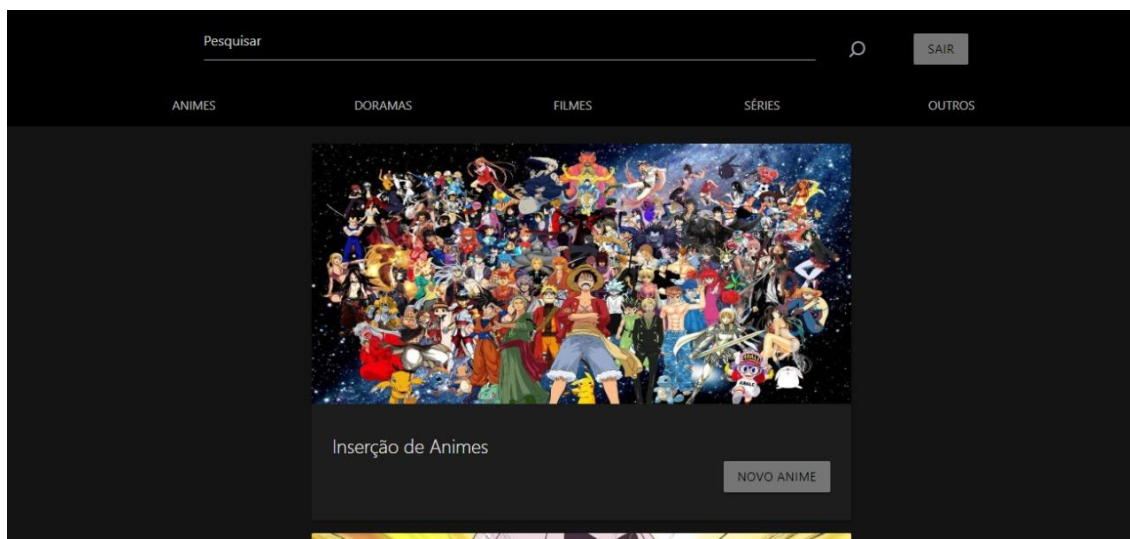 Pesquisar
SAIR
ANIMES DORAMAS FILMES SÉRIES OUTROS
Inserção de Animes
NOVO ANIME